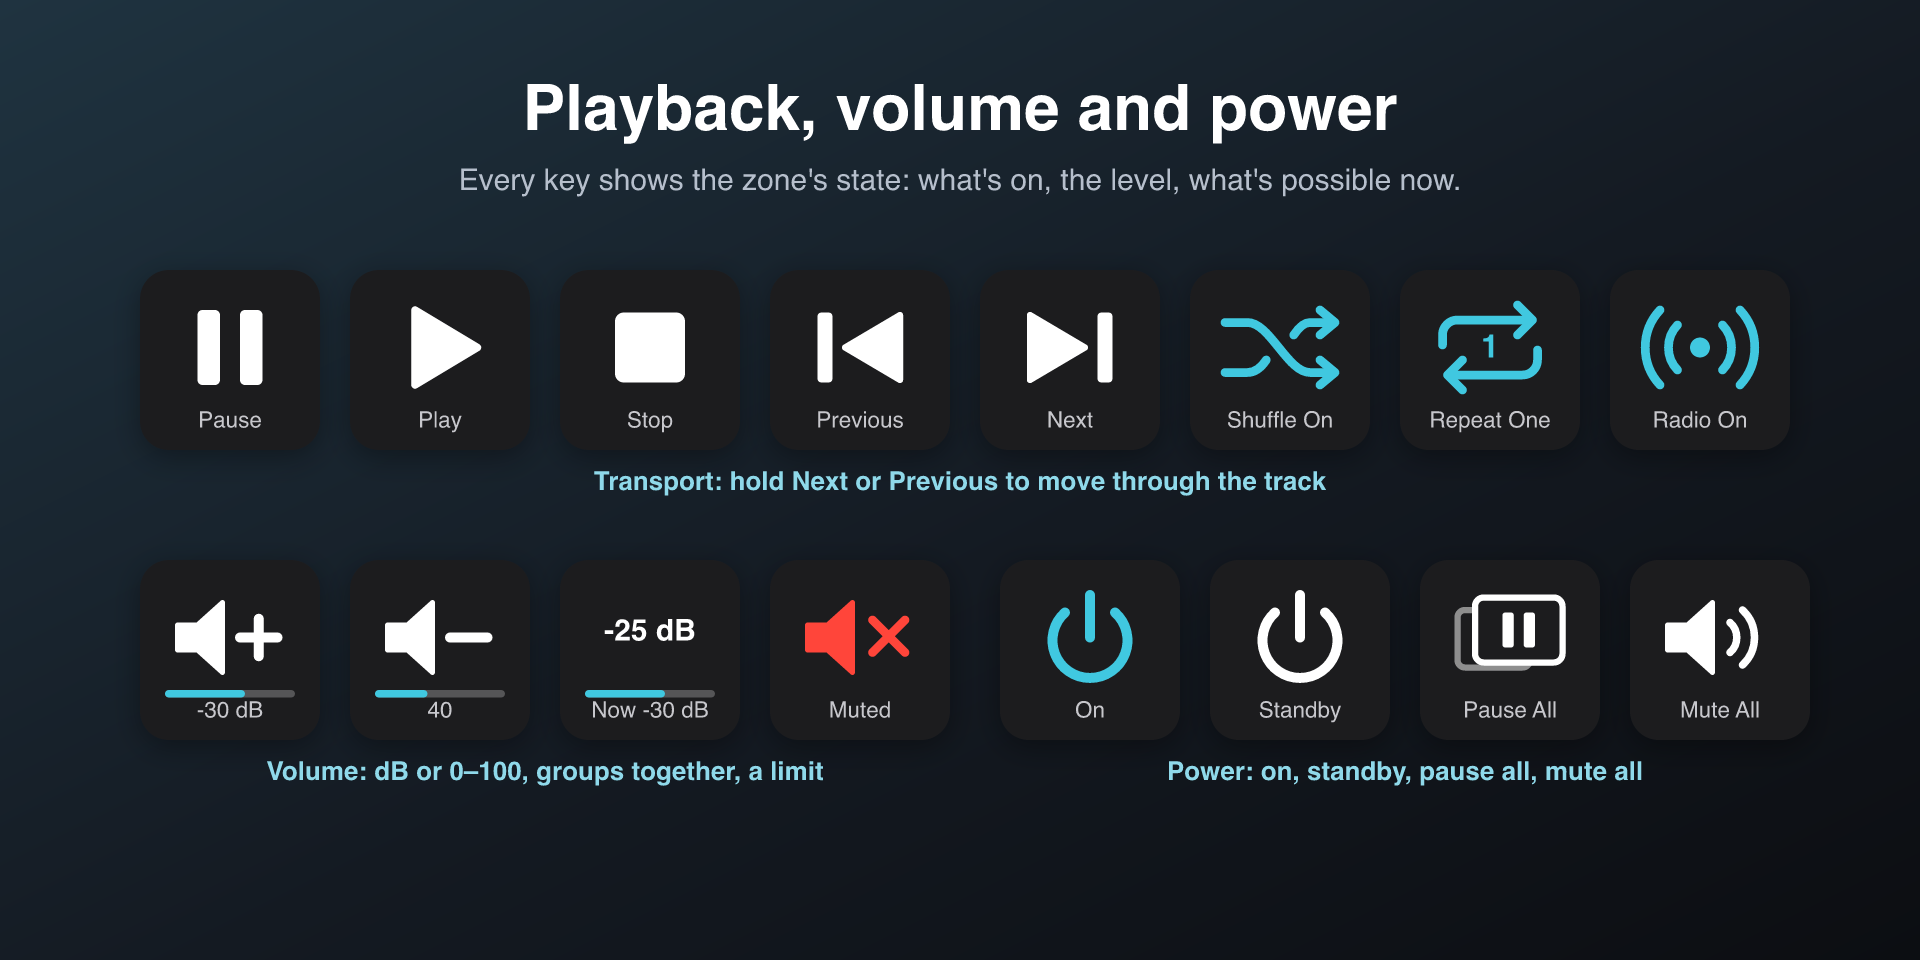 Playback, volume and power
Every key shows the zone's state: what's on, the level, what's possible now.
Pause
Play
Stop
Previous
Next
Shuffle On
1
Repeat One
Radio On
Transport: hold Next or Previous to move through the track
-30 dB
40
-25 dB
Now -30 dB
Muted
On
Standby
Pause All
Mute All
Volume: dB or 0–100, groups together, a limit
Power: on, standby, pause all, mute all